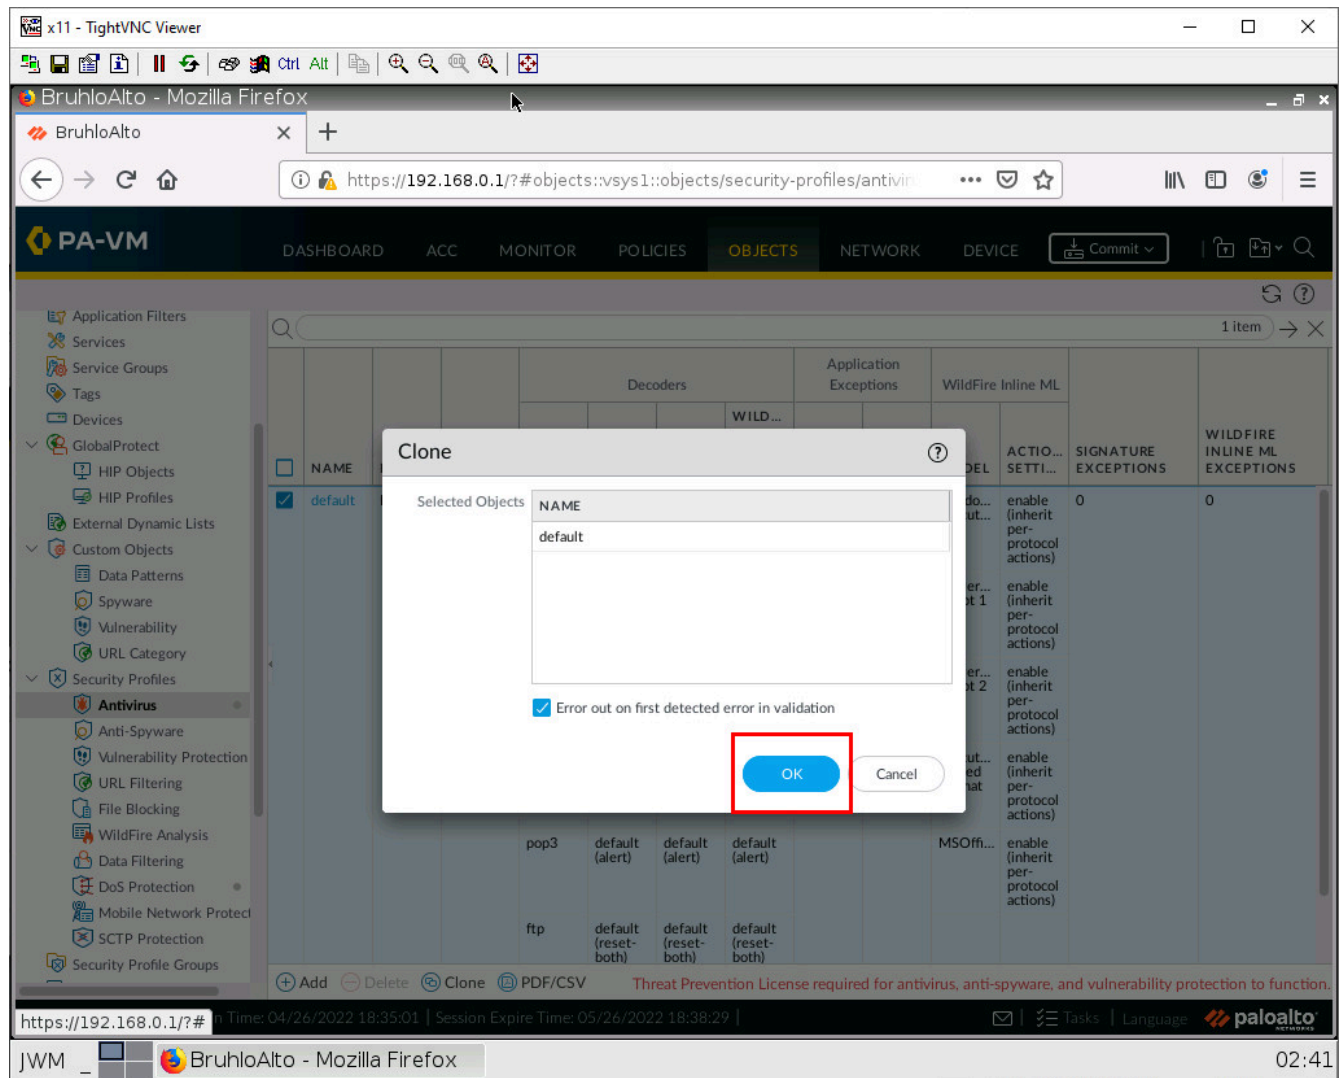 x11 - TightVNC Viewer
Ctrl Alt
BruhloAlto - Mozilla Firefox
BruhloAlto
https://192.168.0.1/?#objects::vsys1::objects/security-profiles/antivir
PA-VM
DASHBOARD ACC MONITOR POLICIES OBJECTS NETWORK DEVICE Commit
Application Filters
Services
Service Groups
Tags
Devices
GlobalProtect
HIP Objects
HIP Profiles
External Dynamic Lists
Custom Objects
Data Patterns
Spyware
Vulnerability
URL Category
Security Profiles
Antivirus
Anti-Spyware
Vulnerability Protection
URL Filtering
File Blocking
WildFire Analysis
Data Filtering
DoS Protection
Mobile Network Protect
SCTP Protection
Security Profile Groups
1 item
Decoders
Application
Exceptions
WildFire Inline ML
WILD...
NAME
ACTIO...
SETTI...
SIGNATURE
EXCEPTIONS
WILDFIRE
INLINE ML
EXCEPTIONS
default
enable
(inherit
per-
protocol
actions)
0
0
enable
(inherit
per-
protocol
actions)
enable
(inherit
per-
protocol
actions)
enable
(inherit
per-
protocol
actions)
Clone
Selected Objects
NAME
default
Error out on first detected error in validation
OK
Cancel
pop3
default
(alert)
default
(alert)
default
(alert)
MSOffi...
enable
(inherit
per-
protocol
actions)
ftp
default
(reset-
both)
default
(reset-
both)
default
(reset-
both)
Add Delete Clone PDF/CSV
Threat Prevention License required for antivirus, anti-spyware, and vulnerability protection to function.
https://192.168.0.1/?#
n Time: 04/26/2022 18:35:01 | Session Expire Time: 05/26/2022 18:38:29 |
Tasks | Language
paloalto
NETWORKS
JWM
BruhloAlto - Mozilla Firefox
02:41